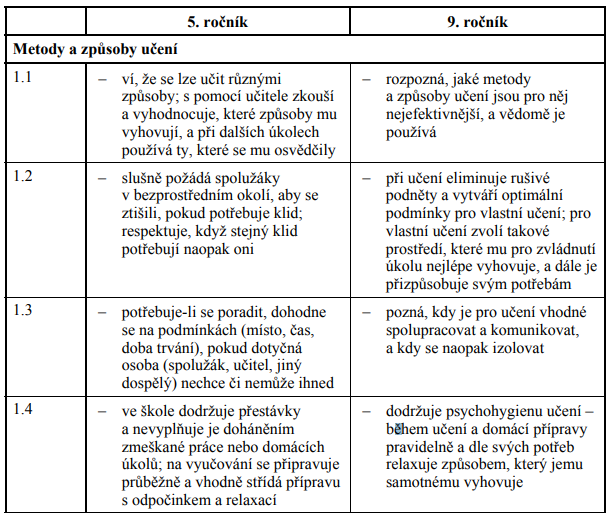 5. ročník 9. ročník
Metody a způsoby učení
1.1
– ví, že se lze učit různými
způsoby; s pomocí učitele zkouší
a vyhodnocuje, které způsoby mu
vyhovují, a při dalších úkolech
používá ty, které se mu osvědčily
– rozpozná, jaké metody
a způsoby učení jsou pro něj
nejefektivnější, a vědomě je
používá
1.2
– slušně požádá spolužáky
v bezprostředním okolí, aby se
ztišili, pokud potřebuje klid;
respektuje, když stejný klid
potřebují naopak oni
– při učení eliminuje rušivé
podněty a vytváří optimální
podmínky pro vlastní učení; pro
vlastní učení zvolí takové
prostředí, které mu pro zvládnutí
úkolu nejlépe vyhovuje, a dále je
přizpůsobuje svým potřebám
1.3
– potřebuje-li se poradit, dohodne
se na podmínkách (místo, čas,
doba trvání), pokud dotyčná
osoba (spolužák, učitel, jiný
dospělý) nechce či nemůže ihned
– pozná, kdy je pro učení vhodné
spolupracovat a komunikovat,
a kdy se naopak izolovat
1.4
– ve škole dodržuje přestávky
a nevyplňuje je doháněním
zmeškané práce nebo domácích
úkolů; na vyučování se připravuje
průběžně a vhodně střídá přípravu
s odpočinkem a relaxací
– dodržuje psychohygienu učení –
během učení a domácí přípravy
pravidelně a dle svých potřeb
relaxuje způsobem, který jemu
samotnému vyhovuje